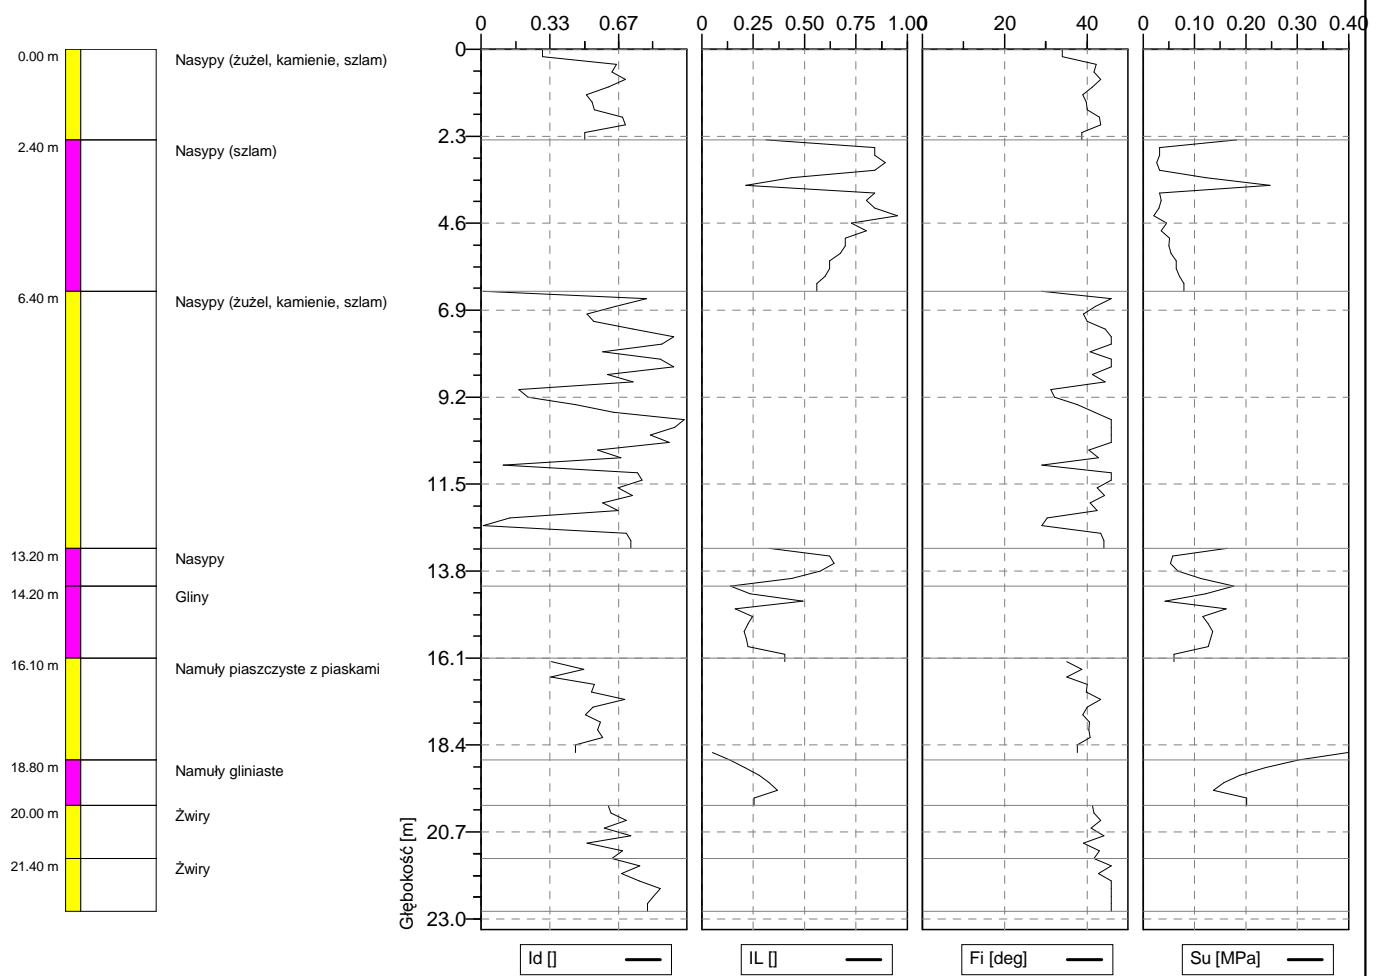 0 0.33 0.67 0 0.25 0.50 0.75 1.00 0 20 40 0 0.10 0.20 0.30 0.40
0
0.00 m Nasypy (żużel, kamienie, szlam)
2.3
2.40 m Nasypy (szlam)
4.6
6.40 m Nasypy (żużel, kamienie, szlam)
6.9
9.2
11.5
13.20 m Nasypy
13.8
14.20 m Gliny
16.1
16.10 m Namuły piaszczyste z piaskami
18.4
18.80 m Namuły gliniaste
20.00 m Żwiry
20.7
21.40 m Żwiry
23.0
Głębokość [m]
Id [] IL [] Fi [deg] Su [MPa]